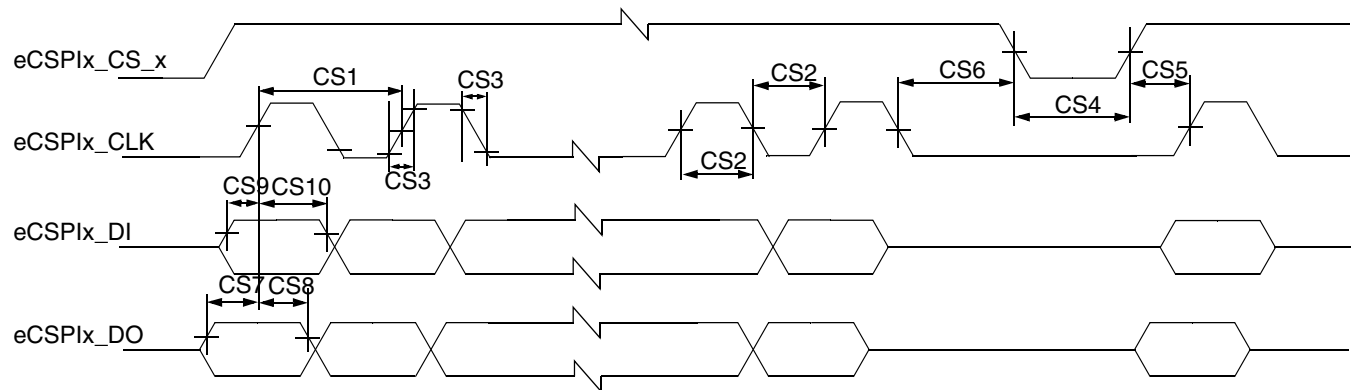 eCSPIx_CS_x
CS1
CS3
CS2
CS6
CS5
CS4
eCSPIx_CLK
CS3
CS2
CS9
CS10
eCSPIx_DI
CS7
CS8
eCSPIx_DO